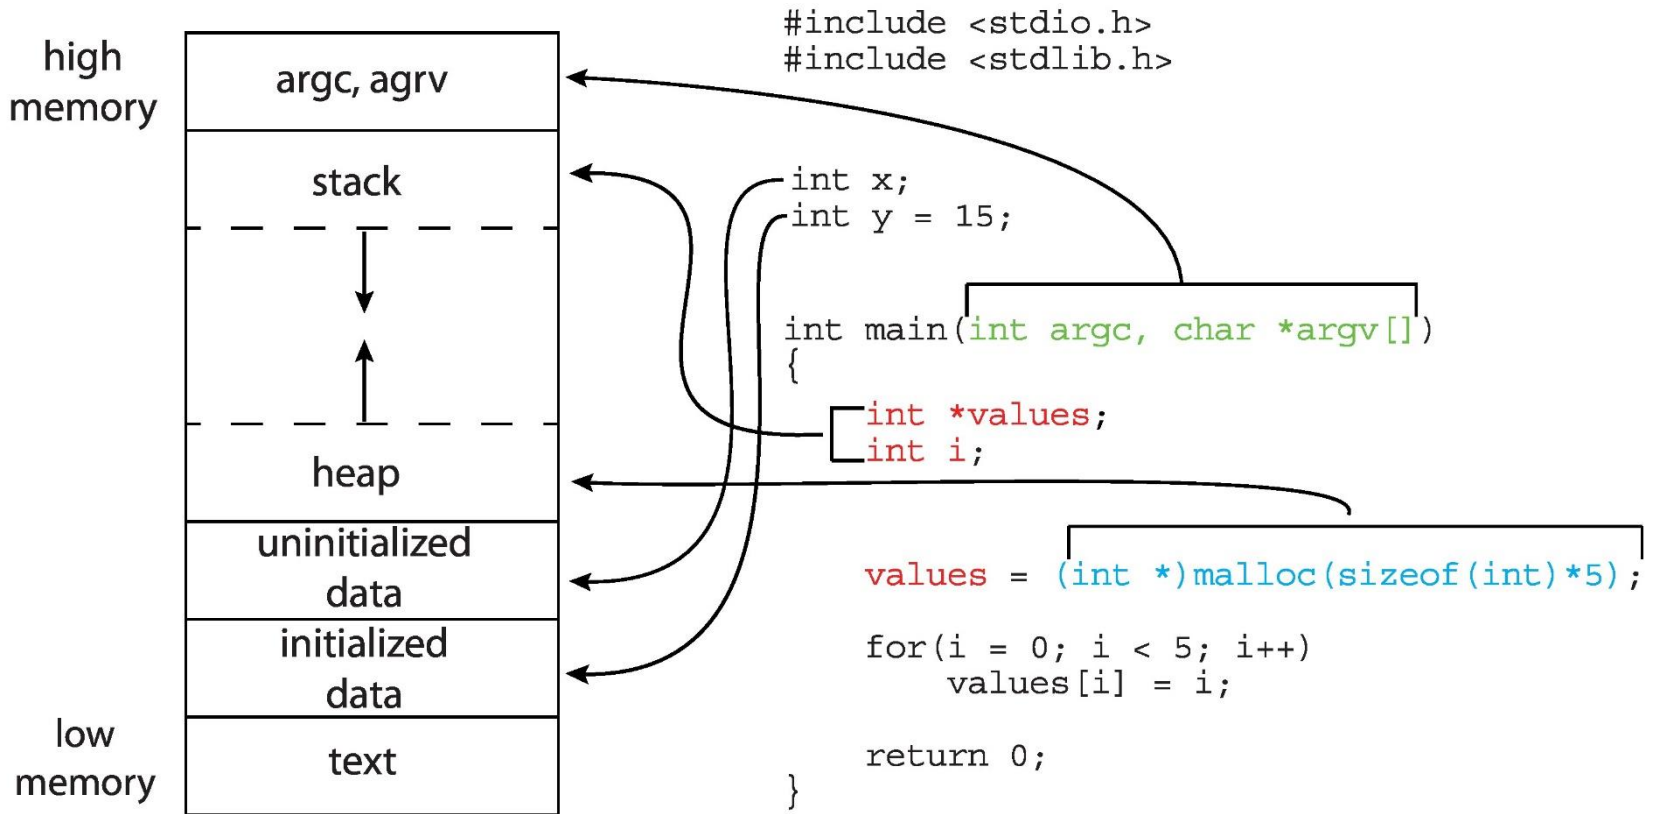 high
memory
argc, agrv
stack
heap
uninitialized
data
initialized
data
text
low
memory
#include <stdio.h>
#include <stdlib.h>
int x;
int y = 15;
int main(int argc, char *argv[])
{
int *values;
int i;
values = (int *)malloc(sizeof(int)*5);
for(i = 0; i < 5; i++)
values[i] = i;
return 0;
}